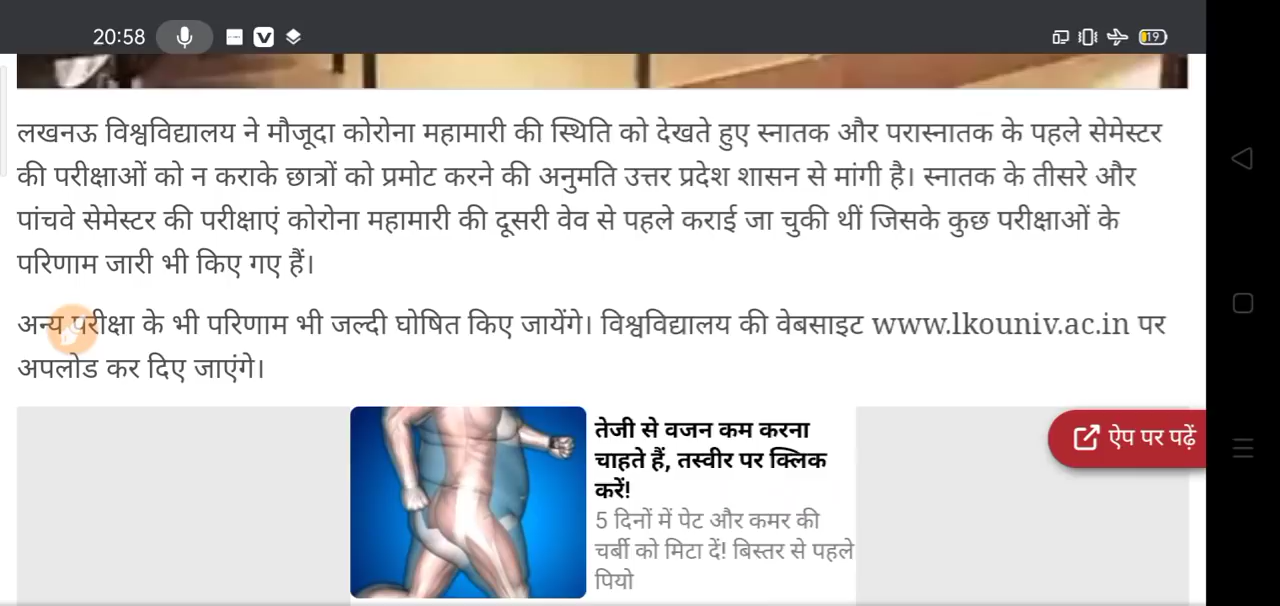 20:58
19
लखनऊ विश्वविद्यालय ने मौजूदा कोरोना महामारी की स्थिति को देखते हुए स्नातक और परास्नातक के पहले सेमेस्टर
की परीक्षाओं को न कराके छात्रों को प्रमोट करने की अनुमति उत्तर प्रदेश शासन से मांगी है। स्नातक के तीसरे और
पांचवे सेमेस्टर की परीक्षाएं कोरोना महामारी की दूसरी वेव से पहले कराई जा चुकी थीं जिसके कुछ परीक्षाओं के
परिणाम जारी भी किए गए हैं।
अन्य परीक्षा के भी परिणाम भी जल्दी घोषित किए जायेंगे। विश्वविद्यालय की वेबसाइट www.lkouniv.ac.in पर
अपलोड कर दिए जाएंगे।
तेजी से वजन कम करना
चाहते हैं, तस्वीर पर क्लिक
करें!
5 दिनों में पेट और कमर की
चर्बी को मिटा दें! बिस्तर से पहले
पियो
ऐप पर पढ़ें